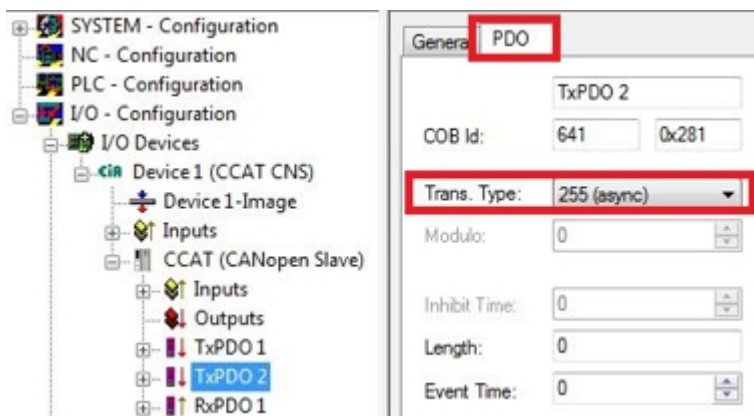 SYSTEM - Configuration
NC - Configuration
PLC - Configuration
I/O - Configuration
I/O Devices
CiA Device 1 (CCAT CNS)
Device 1-Image
Inputs
CCAT (CANopen Slave)
Inputs
Outputs
TxPDO 1
TxPDO 2
RxPDO 1
General PDO
TxPDO 2
COB Id: 641 0x281
Trans. Type: 255 (async)
Modulo: 0
Inhibit Time: 0
Length: 0
Event Time: 0